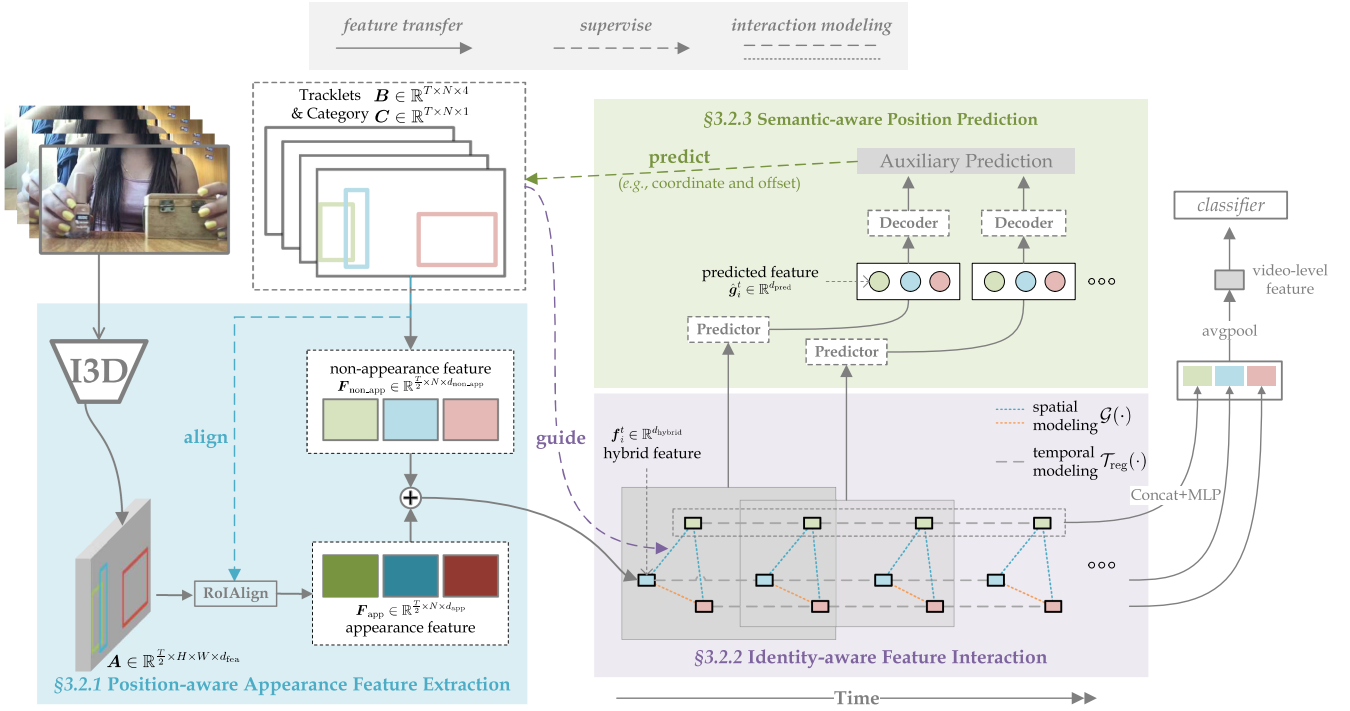 feature transfer
supervise
interaction modeling
Tracklets B ∈ ℝ^{T×N×4}
& Category C ∈ ℝ^{T×N×1}
§3.2.3 Semantic-aware Position Prediction
predict
(e.g., coordinate and offset)
Auxiliary Prediction
Decoder
Decoder
predicted feature
ĝ_i^t ∈ ℝ^{d_pred}
Predictor
Predictor
classifier
video-level
feature
avgpool
I3D
non-appearance feature
F_{non_app} ∈ ℝ^{T/2×N×d_{non_app}}
align
guide
f_i^t ∈ ℝ^{d_hybrid}
hybrid feature
spatial
modeling 𝒢(·)
temporal
modeling 𝒯_reg(·)
Concat+MLP
RoIAlign
F_app ∈ ℝ^{T/2×N×d_app}
appearance feature
A ∈ ℝ^{T/2×H×W×d_fea}
§3.2.1 Position-aware Appearance Feature Extraction
§3.2.2 Identity-aware Feature Interaction
Time